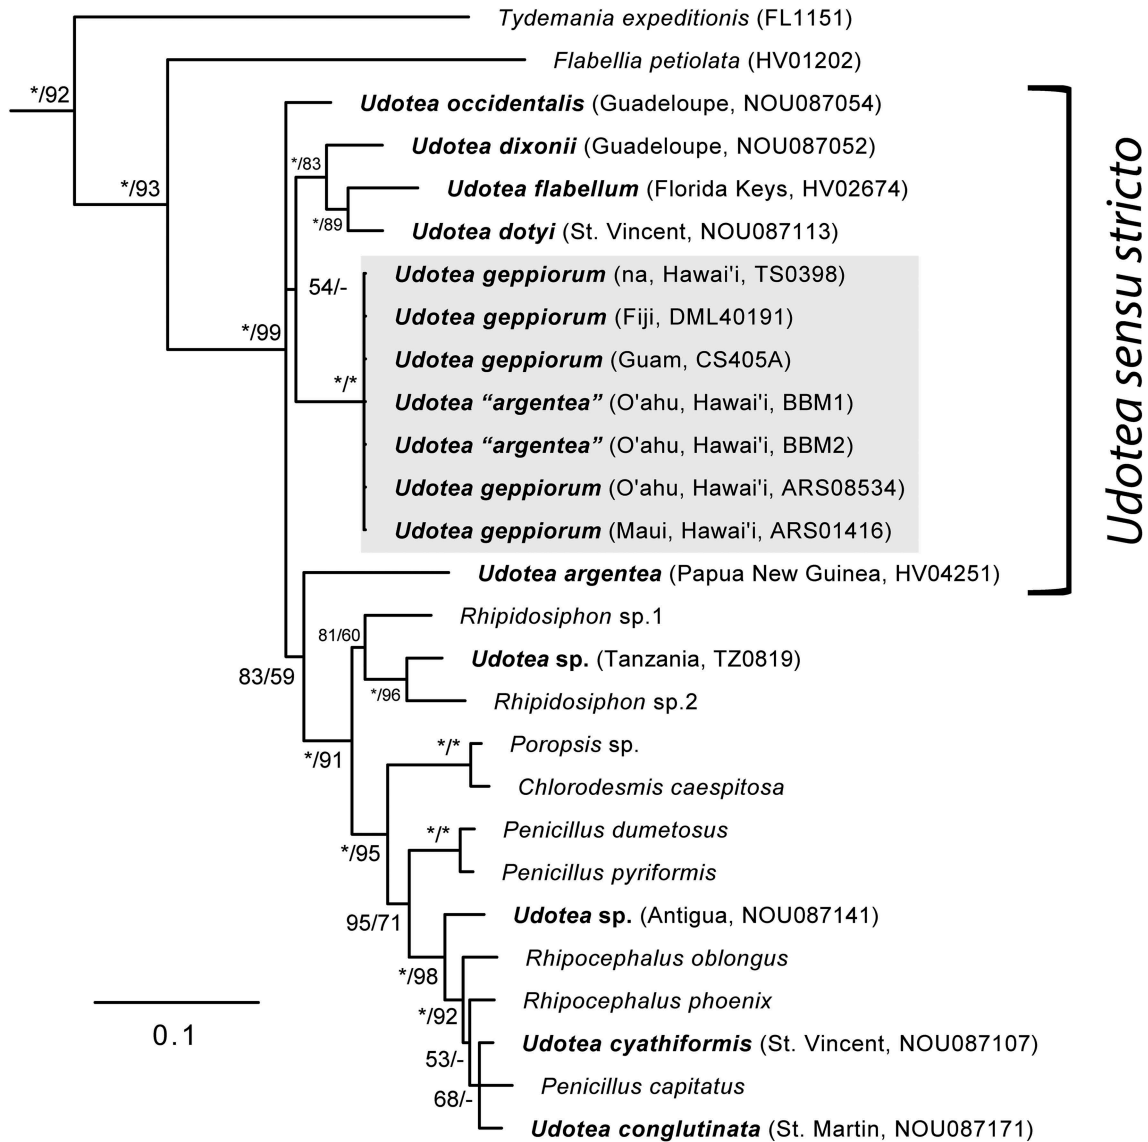 Tydemania expeditionis (FL1151)
Flabellia petiolata (HV01202)
*/92
Udotea occidentalis (Guadeloupe, NOU087054)
Udotea dixonii (Guadeloupe, NOU087052)
*/83
*/93
Udotea flabellum (Florida Keys, HV02674)
*/89
Udotea dotyi (St. Vincent, NOU087113)
Udotea geppiorum (na, Hawai'i, TS0398)
54/-
Udotea geppiorum (Fiji, DML40191)
*/99
Udotea geppiorum (Guam, CS405A)
*/*
Udotea “argentea” (O'ahu, Hawai'i, BBM1)
Udotea “argentea” (O'ahu, Hawai'i, BBM2)
Udotea geppiorum (O'ahu, Hawai'i, ARS08534)
Udotea geppiorum (Maui, Hawai'i, ARS01416)
Udotea sensu stricto
Udotea argentea (Papua New Guinea, HV04251)
Rhipidosiphon sp.1
81/60
Udotea sp. (Tanzania, TZ0819)
83/59
*/96
Rhipidosiphon sp.2
*/*
Poropsis sp.
*/91
Chlorodesmis caespitosa
*/*
Penicillus dumetosus
*/95
Penicillus pyriformis
Udotea sp. (Antigua, NOU087141)
95/71
Rhipocephalus oblongus
*/98
Rhipocephalus phoenix
*/92
0.1
Udotea cyathiformis (St. Vincent, NOU087107)
53/-
Penicillus capitatus
68/-
Udotea conglutinata (St. Martin, NOU087171)